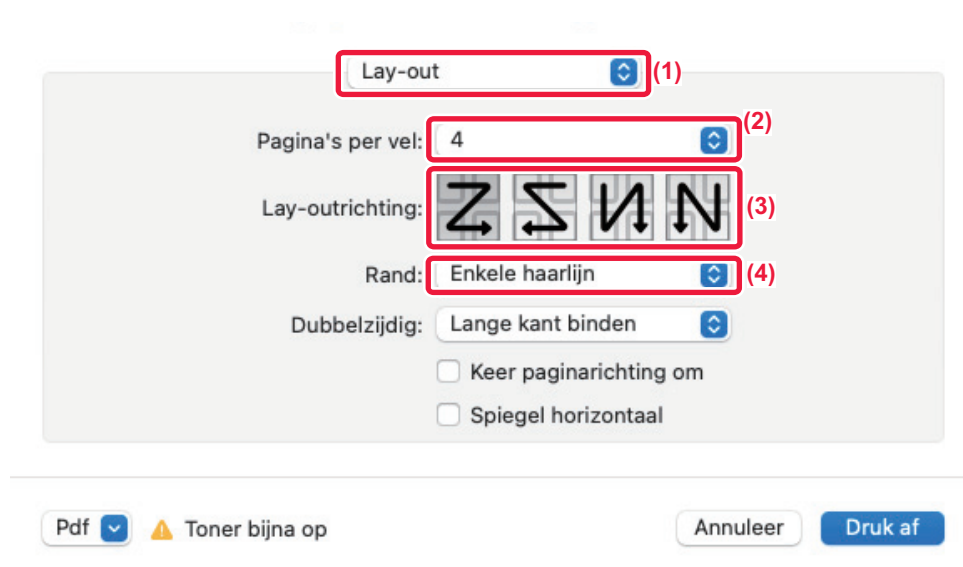 Lay-out (1)
Pagina's per vel: 4 (2)
Lay-outrichting: (3)
Rand: Enkele haarlijn (4)
Dubbelzijdig: Lange kant binden
Keer paginarichting om
Spiegel horizontaal
Pdf Toner bijna op Annuleer Druk af